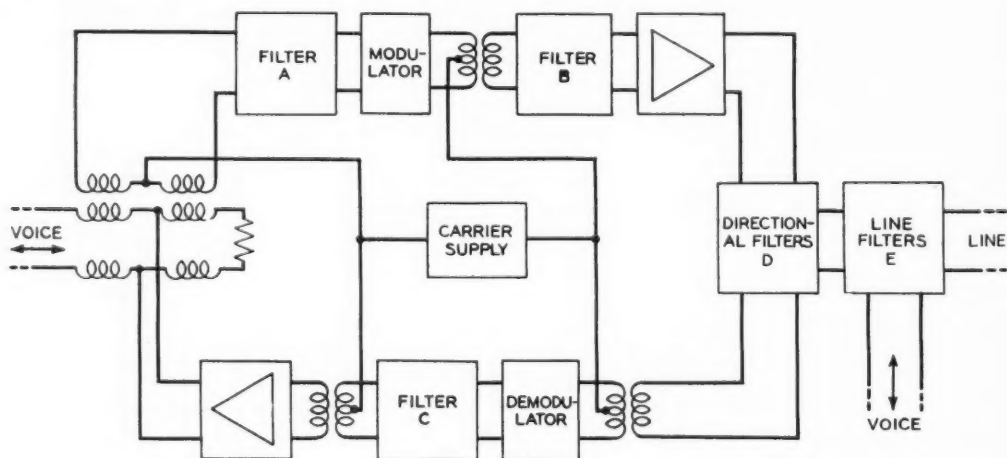 FILTER
A
MODU-
LATOR
FILTER
B
VOICE
CARRIER
SUPPLY
DIRECTION-
AL FILTERS
D
LINE
FILTERS
E
LINE
FILTER
C
DEMODU-
LATOR
VOICE